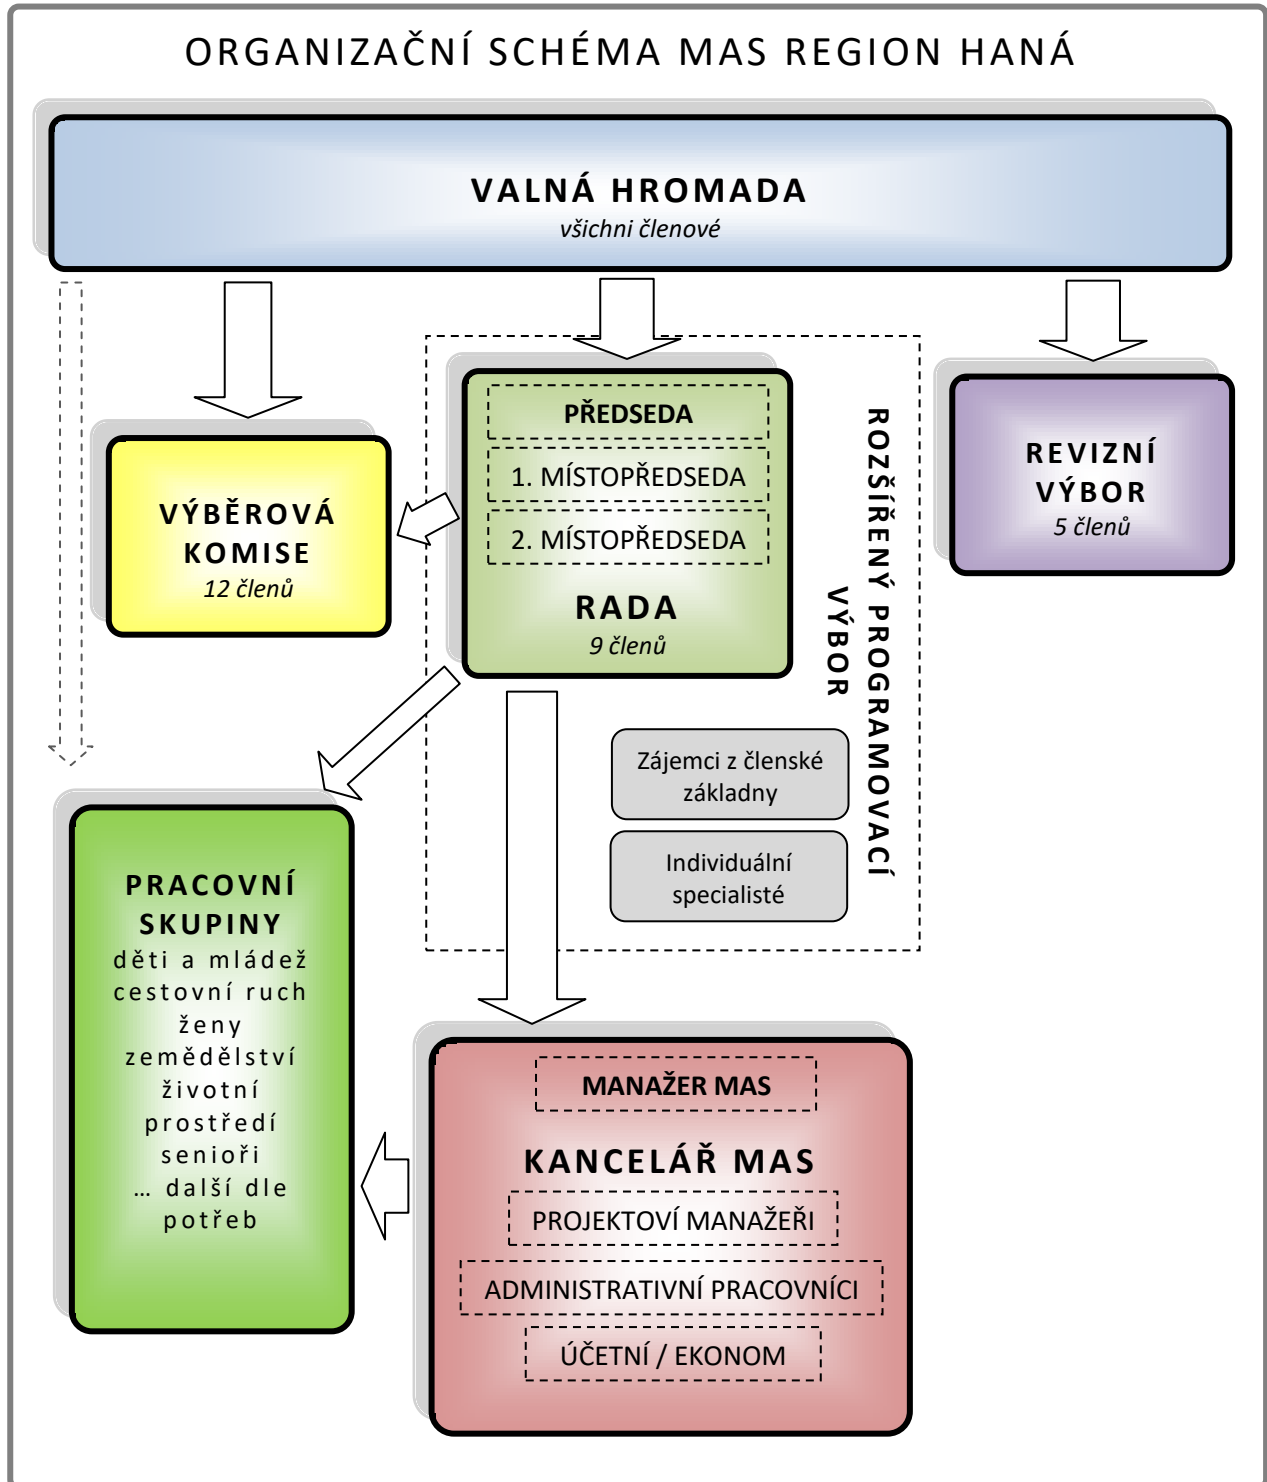 ORGANIZAČNÍ SCHÉMA MAS REGION HANÁ
VALNÁ HROMADA
všichni členové
PŘEDSEDA
1. MÍSTOPŘEDSEDA
2. MÍSTOPŘEDSEDA
RADA
9 členů
VÝBĚROVÁ
KOMISE
12 členů
ROZŠÍŘENÝ PROGRAMOVACÍ
VÝBOR
REVIZNÍ
VÝBOR
5 členů
Zájemci z členské
základny
Individuální
specialisté
PRACOVNÍ
SKUPINY
děti a mládež
cestovní ruch
ženy
zemědělství
životní
prostředí
senioři
... další dle
potřeb
MANAŽER MAS
KANCELÁŘ MAS
PROJEKTOVÍ MANAŽEŘI
ADMINISTRATIVNÍ PRACOVNÍCI
ÚČETNÍ / EKONOM